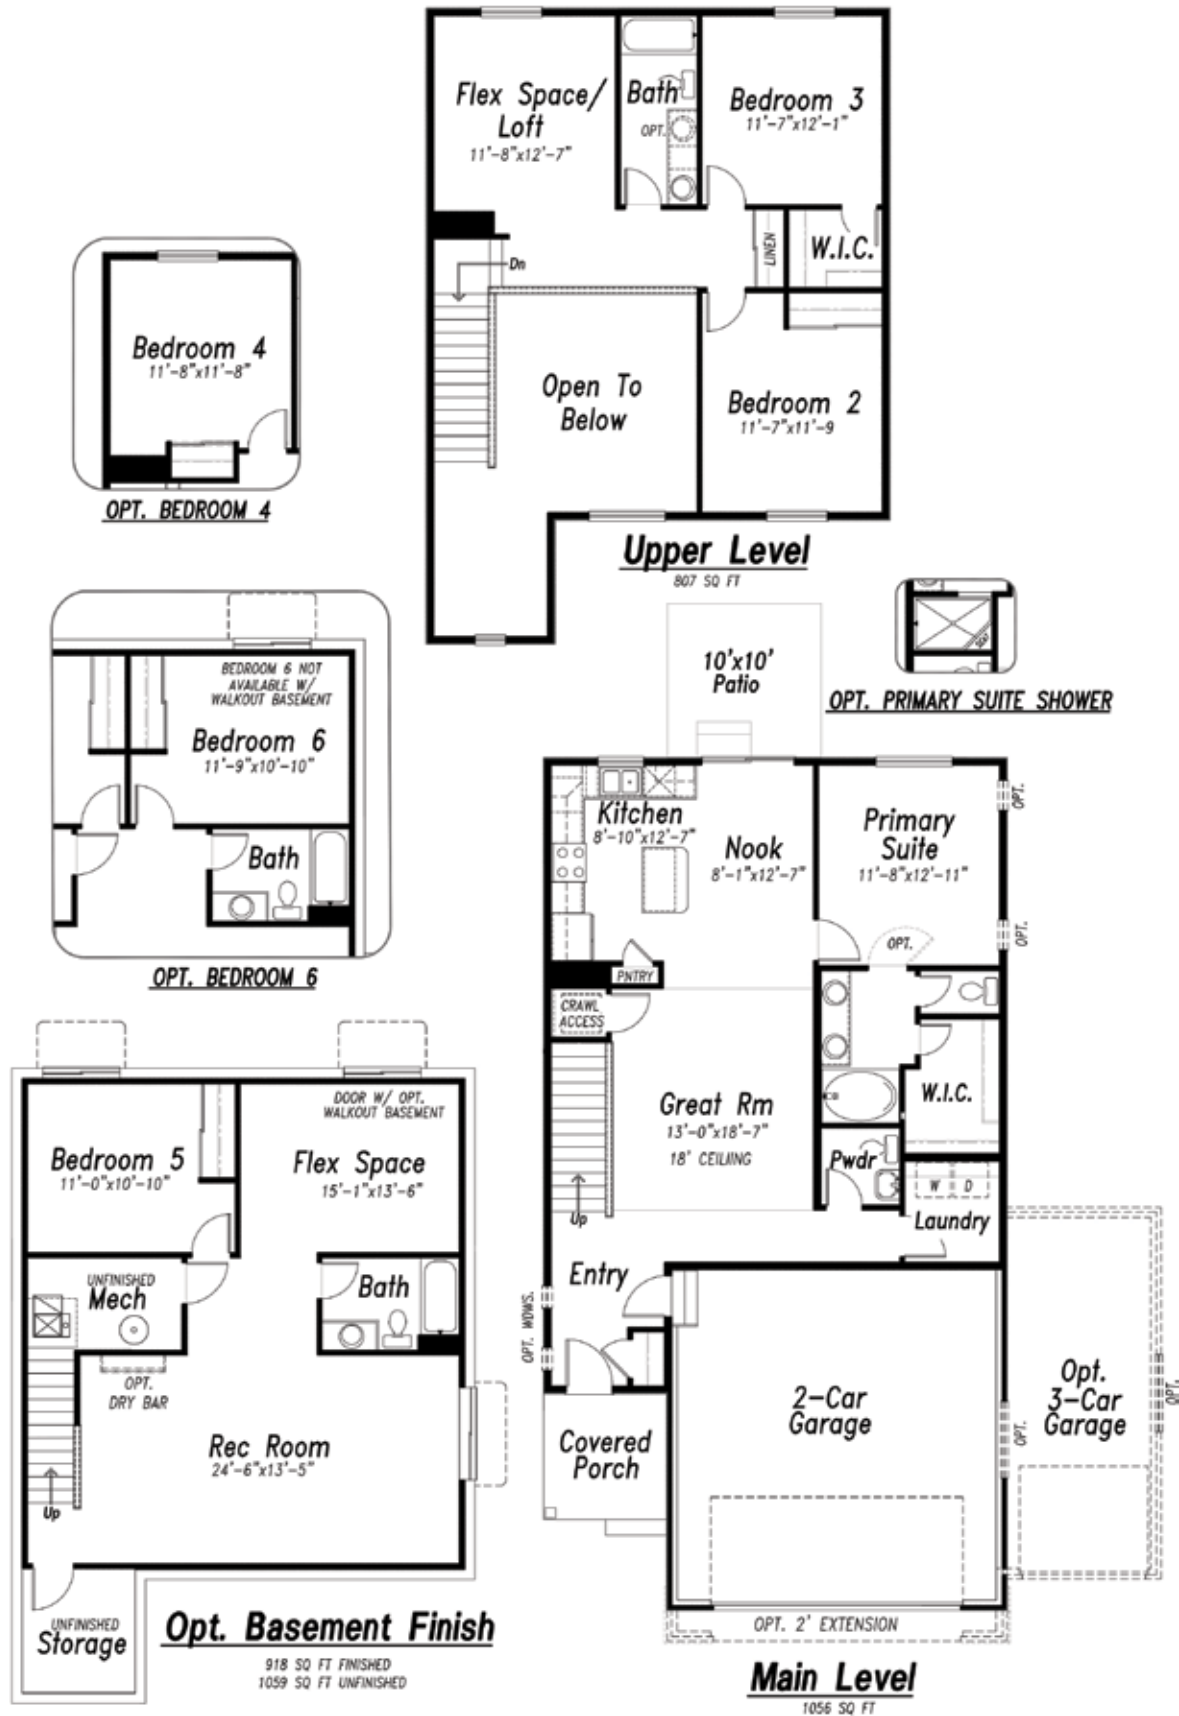 Flex Space/
Loft
11'-8"x12'-7"
Bath
OPT.
Bedroom 3
11'-7"x12'-1"
LINEN
W.I.C.
Dn
Open To
Below
Bedroom 2
11'-7"x11'-9
Upper Level
807 SQ FT
Bedroom 4
11'-8"x11'-8"
OPT. BEDROOM 4
BEDROOM 6 NOT
AVAILABLE W/
WALKOUT BASEMENT
Bedroom 6
11'-9"x10'-10"
Bath
OPT. BEDROOM 6
SEAT
OPT. PRIMARY SUITE SHOWER
10'x10'
Patio
Kitchen
8'-10"x12'-7"
Nook
8'-1"x12'-7"
Primary
Suite
11'-8"x12'-11"
OPT.
OPT.
OPT.
PNTRY
CRAWL
ACCESS
Great Rm
13'-0"x18'-7"
18' CEILIING
W.I.C.
Pwdr
W D
Laundry
Up
Entry
OPT. WDWS.
2-Car
Garage
OPT.
Opt.
3-Car
Garage
OPT.
Covered
Porch
OPT. 2' EXTENSION
Main Level
1056 SQ FT
DOOR W/ OPT.
WALKOUT BASEMENT
Bedroom 5
11'-0"x10'-10"
Flex Space
15'-1"x13'-6"
UNFINISHED
Mech
Bath
OPT.
DRY BAR
Rec Room
24'-6"x13'-5"
Up
UNFINISHED
Storage
Opt. Basement Finish
918 SQ FT FINISHED
1059 SQ FT UNFINISHED